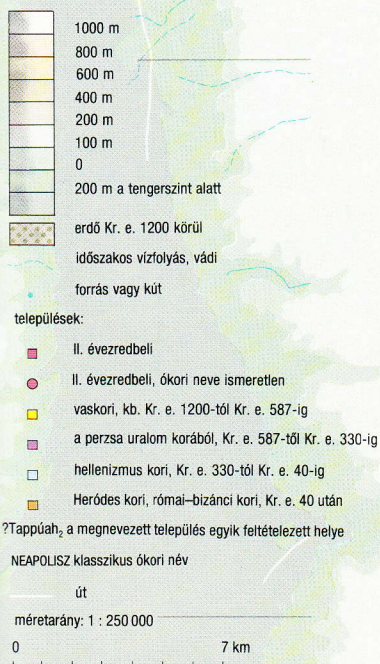 1000 m
800 m
600 m
400 m
200 m
100 m
0
200 m a tengerszint alatt
erdő Kr. e. 1200 körül
időszakos vízfolyás, vádi
forrás vagy kút
települések:
II. évezredbeli
II. évezredbeli, ókori neve ismeretlen
vaskori, kb. Kr. e. 1200-tól Kr. e. 587-ig
a perzsa uralom korából, Kr. e. 587-től Kr. e. 330-ig
hellenizmus kori, Kr. e. 330-tól Kr. e. 40-ig
Heródes kori, római–bizánci kori, Kr. e. 40 után
?Tappúah₂ a megnevezett település egyik feltételezett helye
NEAPOLISZ klasszikus ókori név
út
méretarány: 1 : 250 000
0 7 km